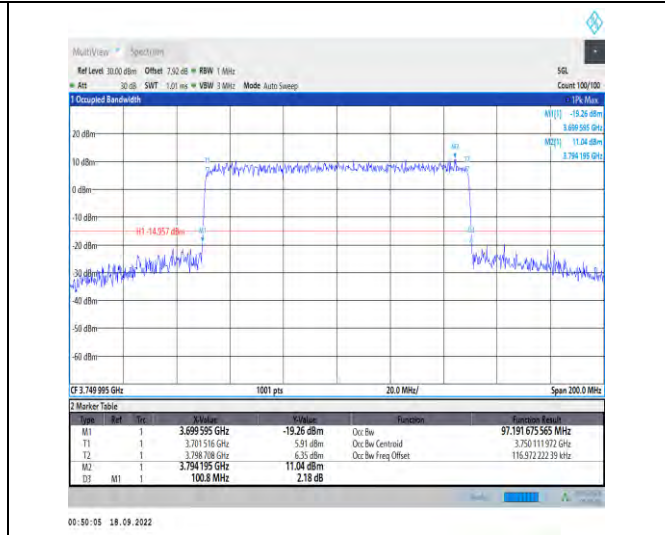 MultiView Spectrum
Ref Level 30.00 dBm Offset 7.92 dB RBW 1 MHz SGL
Att 30 dB SWT 1.01 ms VBW 3 MHz Mode Auto Sweep Count 100/100
1 Occupied Bandwidth 1Pk Max
M1[1] -19.26 dBm
3.699 595 GHz
M2[1] 11.04 dBm
3.794 195 GHz
20 dBm
M2
10 dBm
T1 T2
0 dBm
-10 dBm
H1 -14.957 dBm M1
-20 dBm
-30 dBm
-40 dBm
-50 dBm
-60 dBm
CF 3.749 995 GHz 1001 pts 20.0 MHz/ Span 200.0 MHz
2 Marker Table
Type Ref Trc X-Value Y-Value Function Function Result
M1 1 3.699 595 GHz -19.26 dBm Occ Bw 97.191 675 565 MHz
T1 1 3.701 516 GHz 5.91 dBm Occ Bw Centroid 3.750 111 972 GHz
T2 1 3.798 708 GHz 6.35 dBm Occ Bw Freq Offset 116.972 222 39 kHz
M2 1 3.794 195 GHz 11.04 dBm
D3 M1 1 100.8 MHz 2.18 dB
00:50:05 18.09.2022